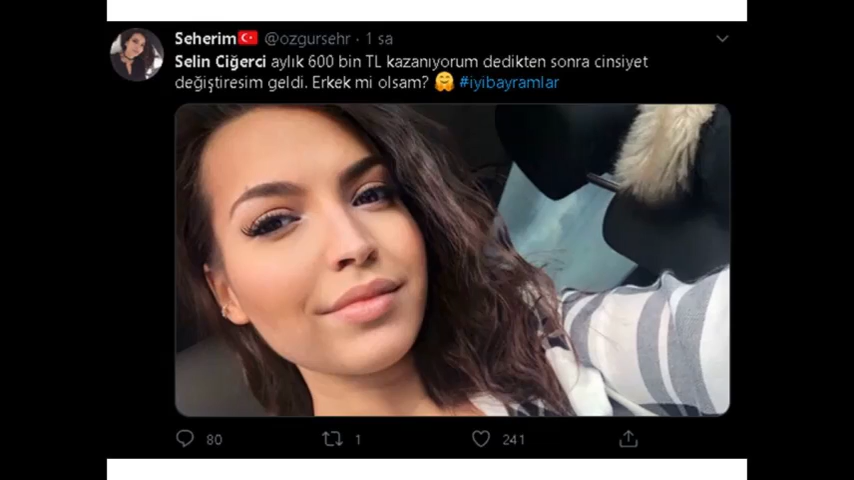 Seherim🇹🇷 @ozgursehr · 1 sa
Selin Ciğerci aylık 600 bin TL kazanıyorum dedikten sonra cinsiyet
değiştiresim geldi. Erkek mi olsam? 🤗 #iyibayramlar
80 1 241